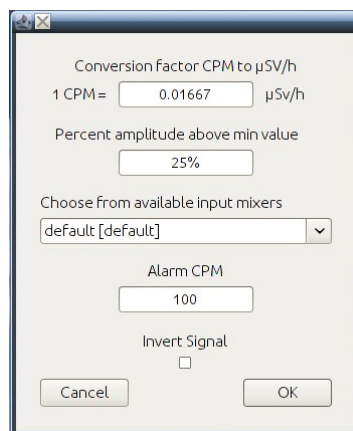 Conversion factor CPM to µSV/h
1 CPM = 0.01667 µSv/h
Percent amplitude above min value
25%
Choose from available input mixers
default [default]
Alarm CPM
100
Invert Signal
Cancel OK